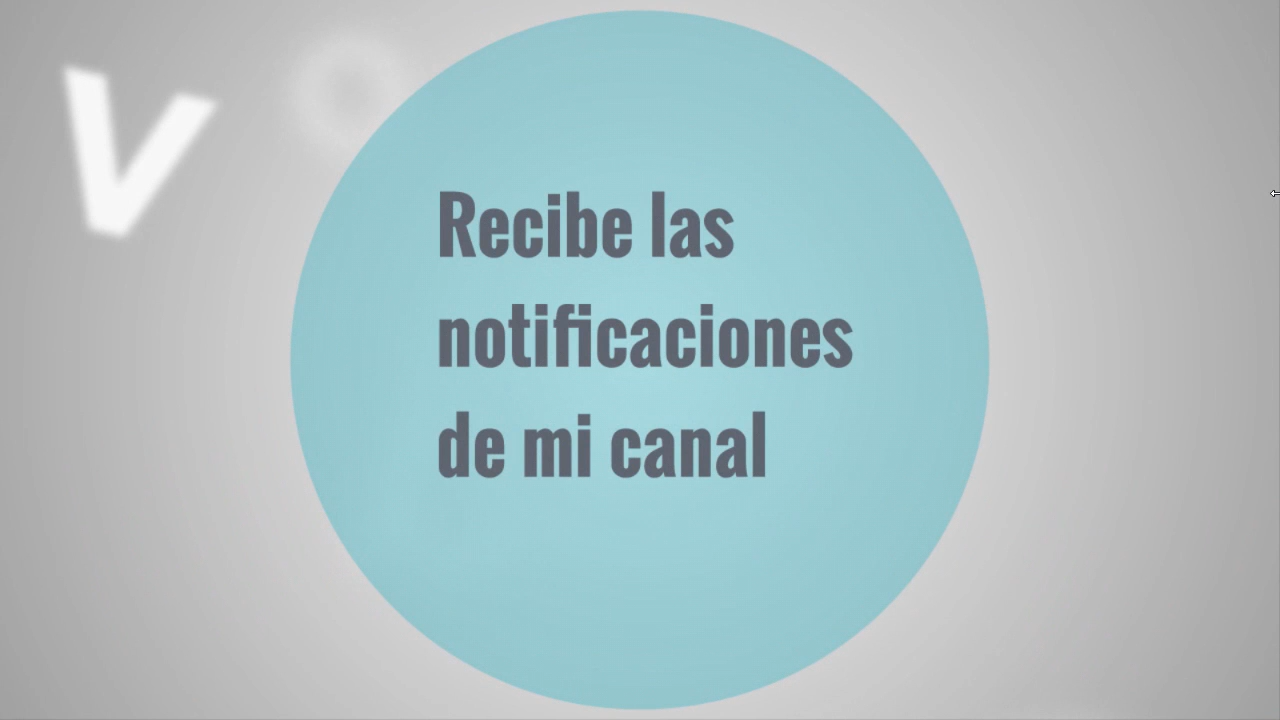 V
Recibe las
notificaciones
de mi canal